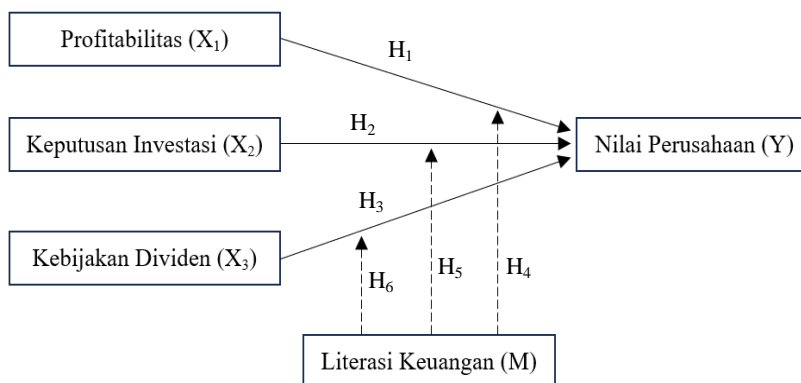 Profitabilitas (X₁)
H₁
Keputusan Investasi (X₂)
H₂
Nilai Perusahaan (Y)
H₃
Kebijakan Dividen (X₃)
H₆
H₅
H₄
Literasi Keuangan (M)